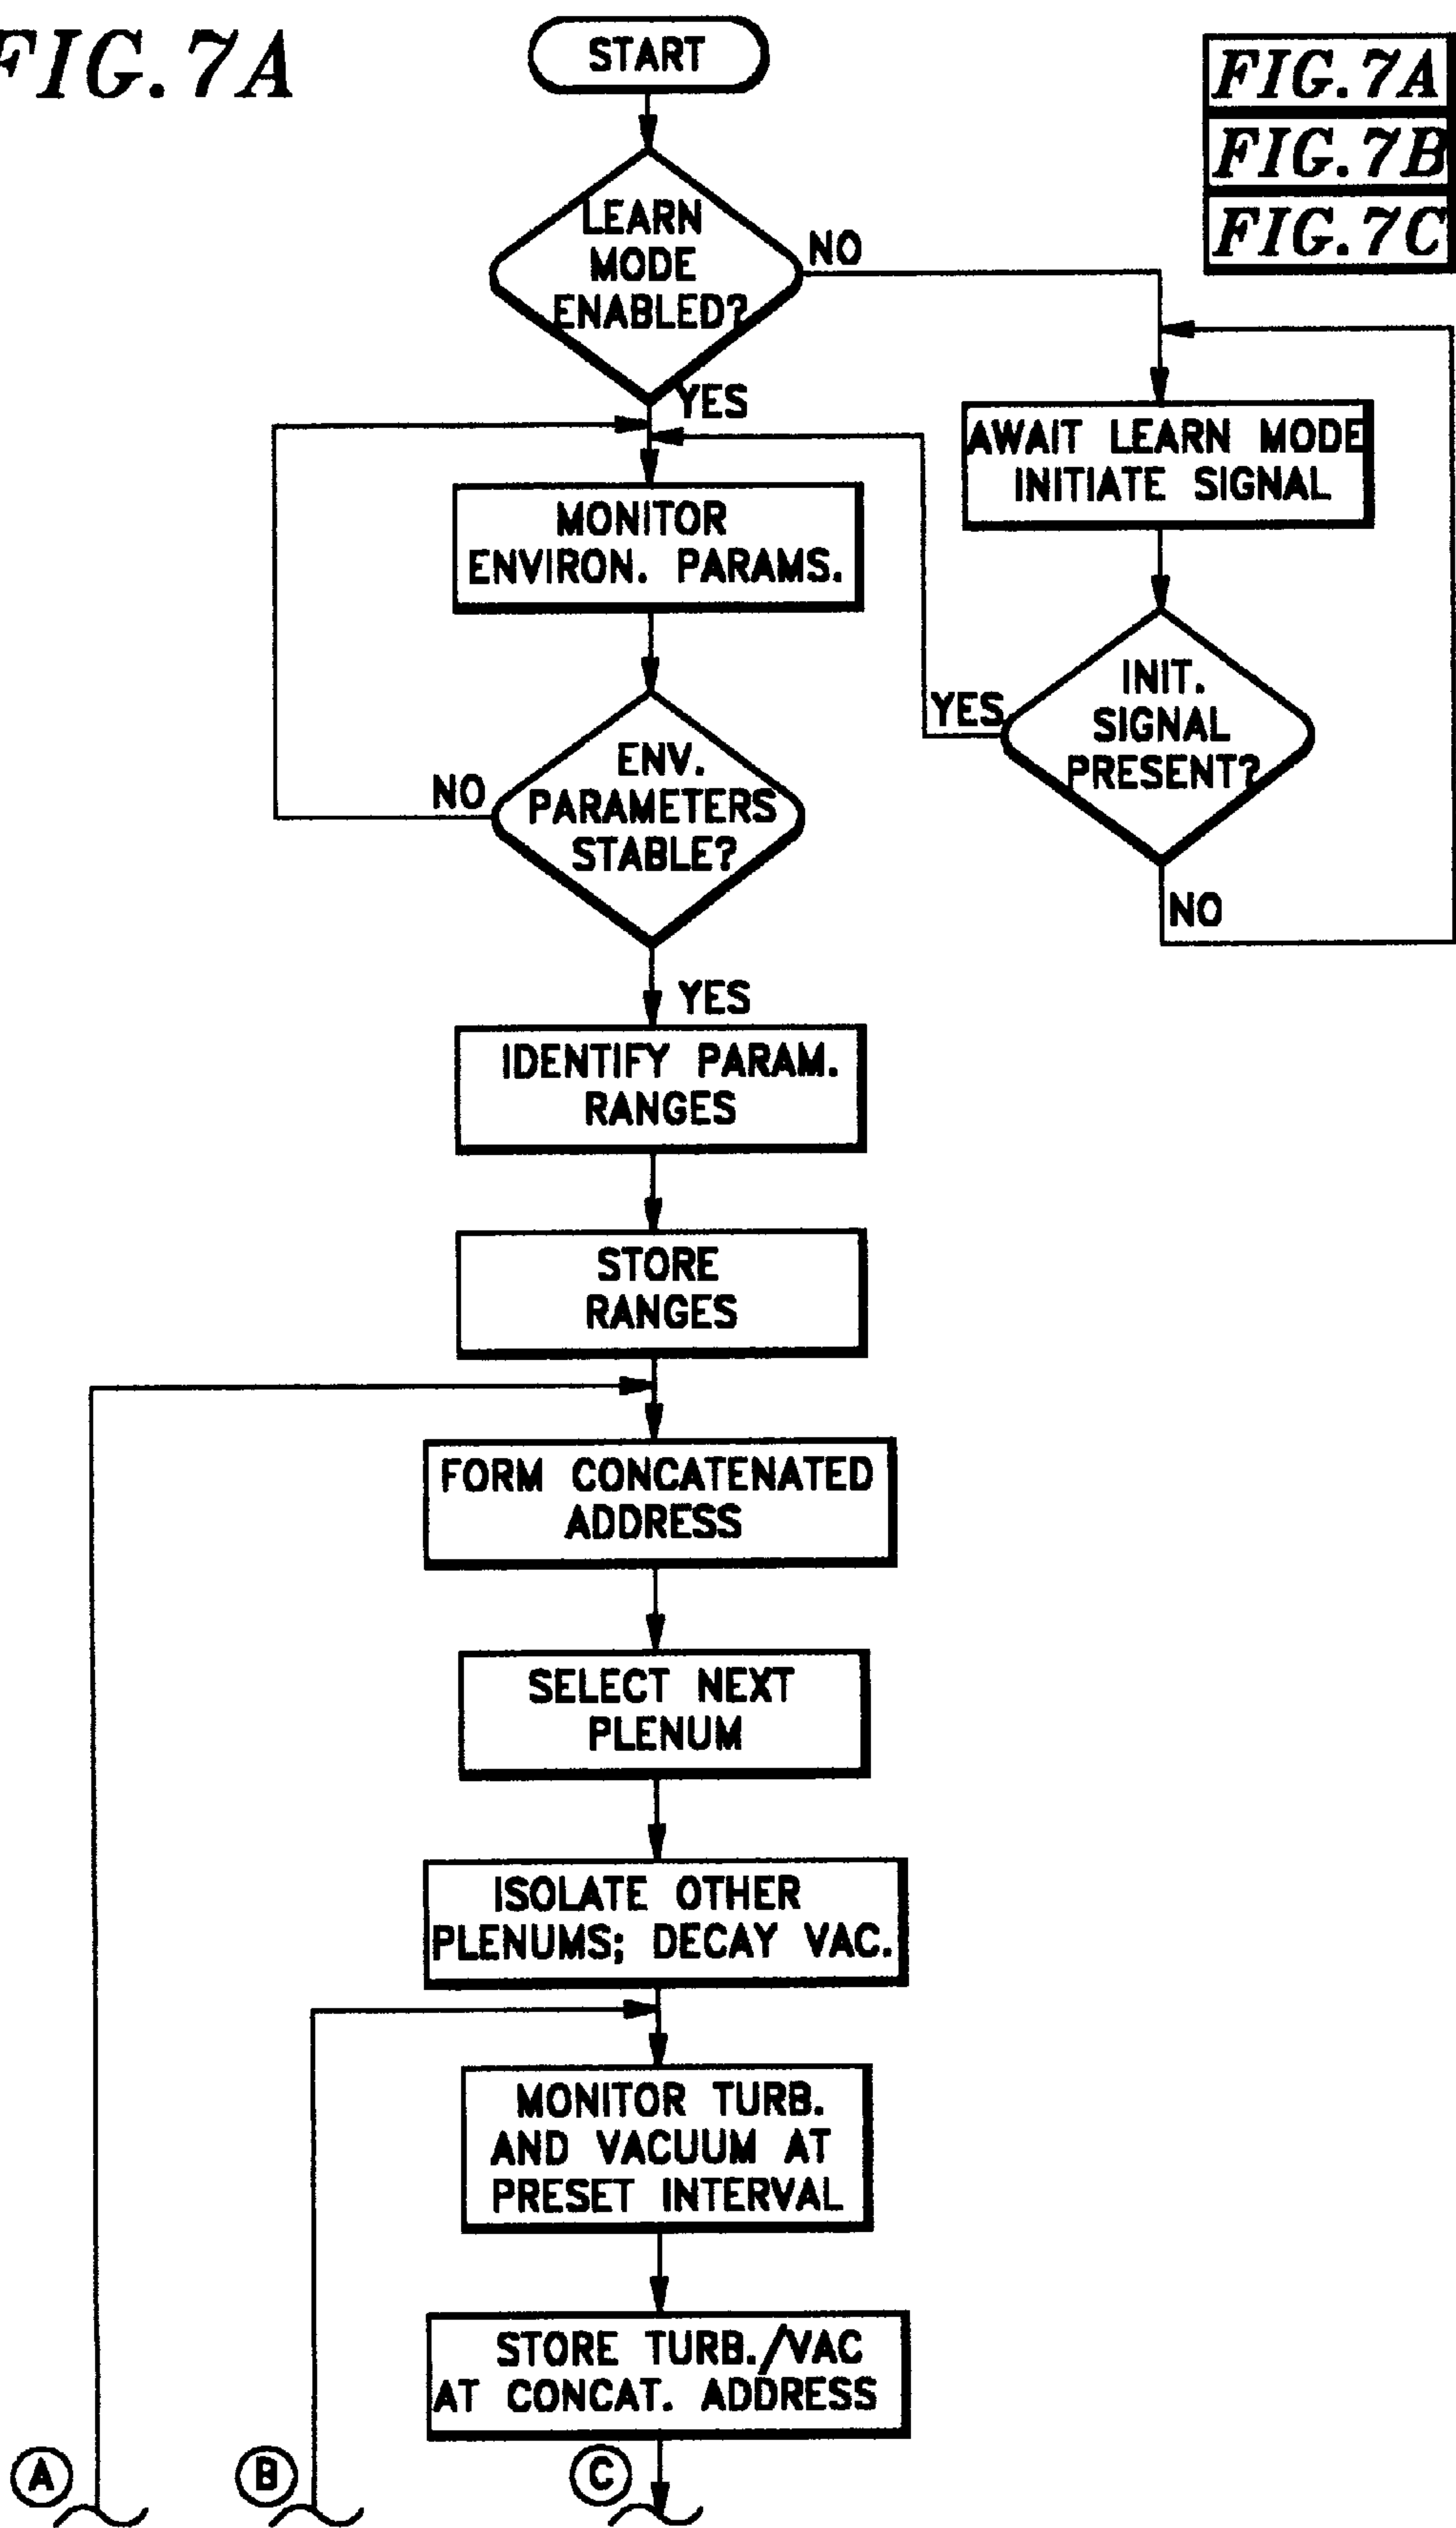 FIG. 7A
START
FIG. 7A
FIG. 7B
FIG. 7C
LEARN
MODE
ENABLED?
NO
YES
AWAIT LEARN MODE
INITIATE SIGNAL
MONITOR
ENVIRON. PARAMS.
INIT.
SIGNAL
PRESENT?
YES
NO
ENV.
PARAMETERS
STABLE?
NO
YES
IDENTIFY PARAM.
RANGES
STORE
RANGES
FORM CONCATENATED
ADDRESS
SELECT NEXT
PLENUM
ISOLATE OTHER
PLENUMS; DECAY VAC.
MONITOR TURB.
AND VACUUM AT
PRESET INTERVAL
STORE TURB./VAC
AT CONCAT. ADDRESS
A
B
C